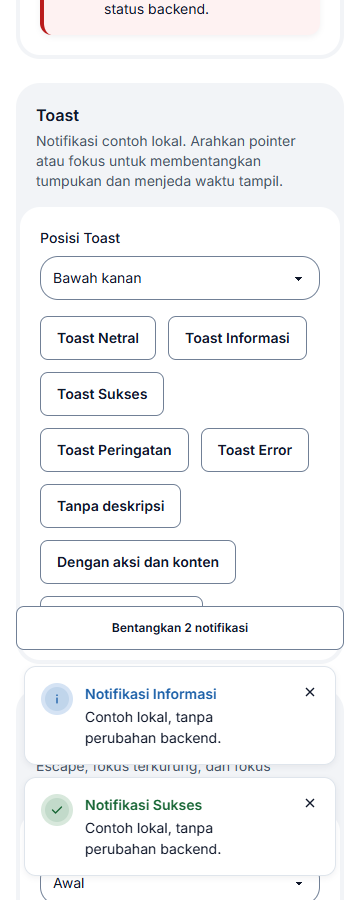 status backend.
Toast
Notifikasi contoh lokal. Arahkan pointer
atau fokus untuk membentangkan
tumpukan dan menjeda waktu tampil.
Posisi Toast
Bawah kanan
Toast Netral
Toast Informasi
Toast Sukses
Toast Peringatan
Toast Error
Tanpa deskripsi
Dengan aksi dan konten
Bentangkan 2 notifikasi
Notifikasi Informasi
Contoh lokal, tanpa
perubahan backend.
Escape, fokus terkurung, dan fokus
Notifikasi Sukses
Contoh lokal, tanpa
perubahan backend.
Awal